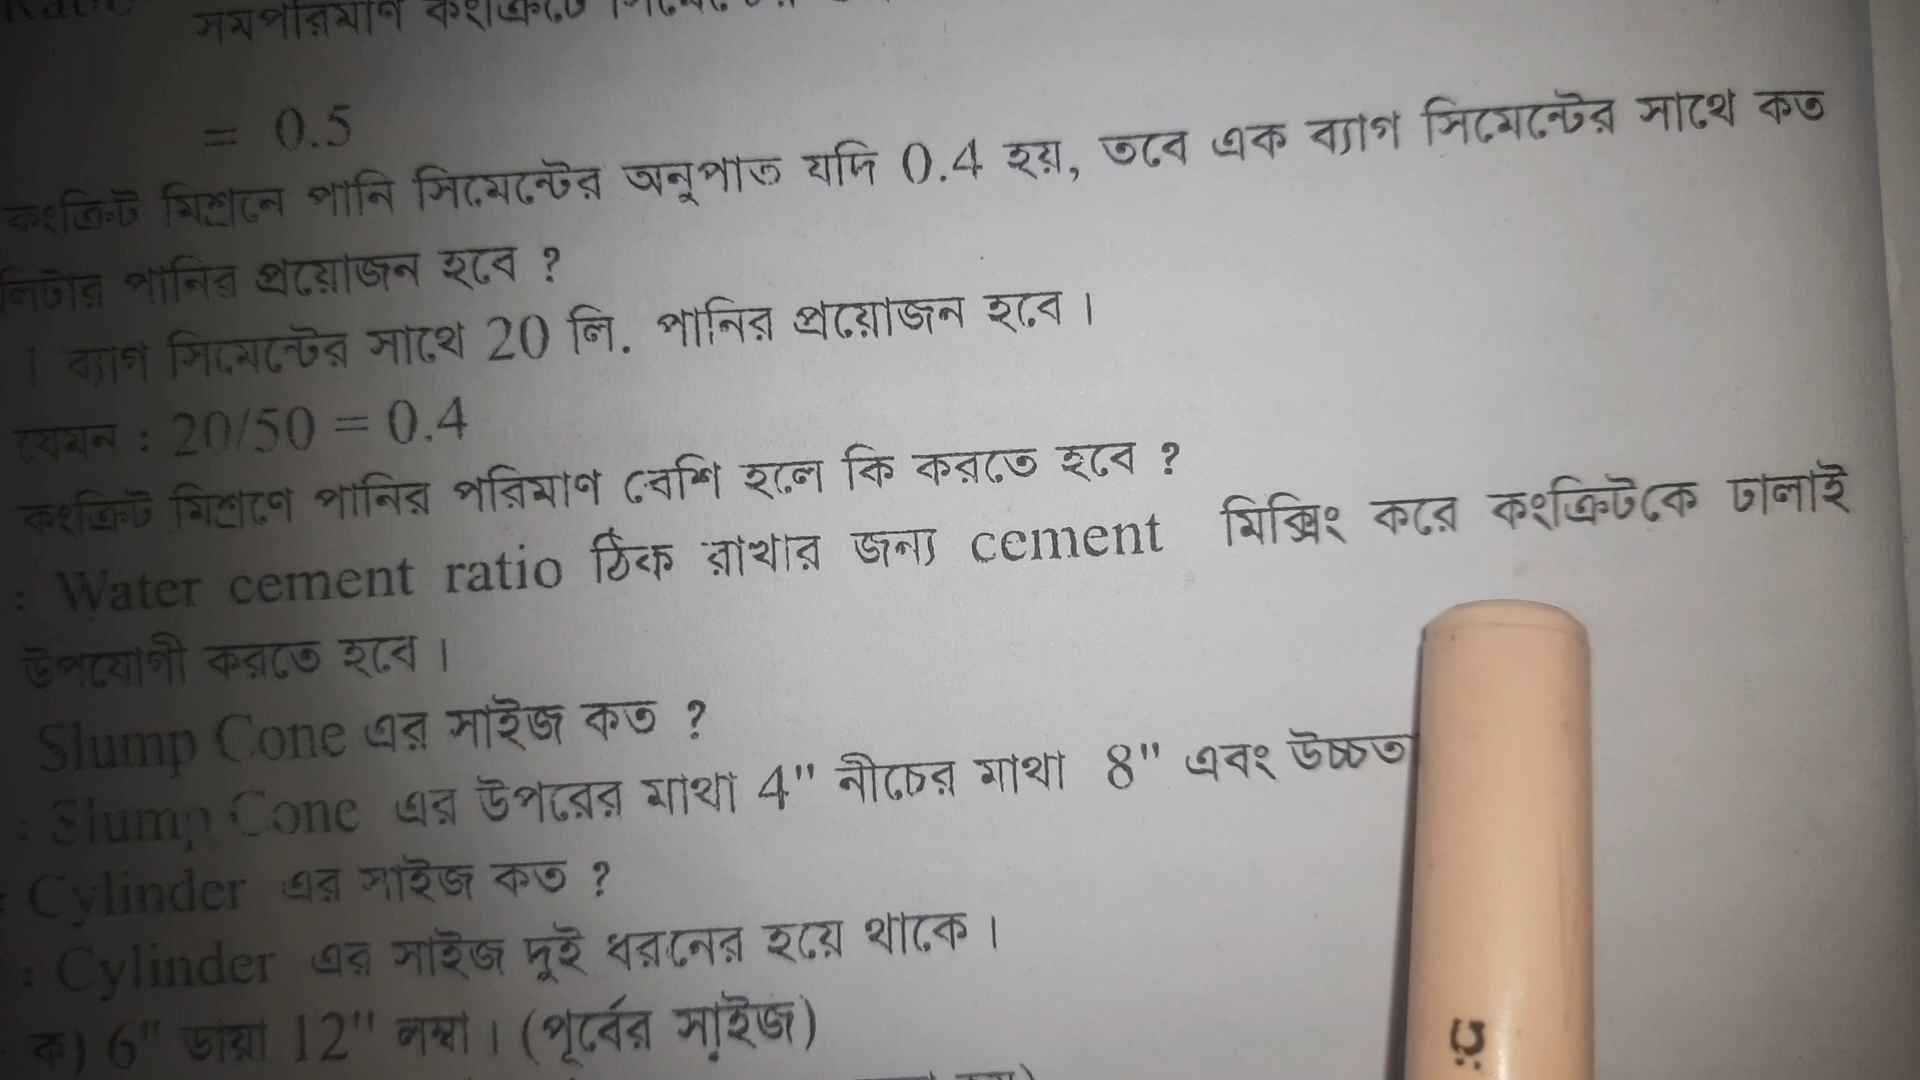 সমপরিমাণ কংক্রিটে
= 0.5
কংক্রিট মিশ্রনে পানি সিমেন্টের অনুপাত যদি 0.4 হয়, তবে এক ব্যাগ সিমেন্টের সাথে কত
লিটার পানির প্রয়োজন হবে ?
। ব্যাগ সিমেন্টের সাথে 20 লি. পানির প্রয়োজন হবে।
যেমন : 20/50 = 0.4
কংক্রিট মিশ্রণে পানির পরিমাণ বেশি হলে কি করতে হবে ?
: Water cement ratio ঠিক রাখার জন্য cement মিক্সিং করে কংক্রিটকে ঢালাই
উপযোগী করতে হবে।
Slump Cone এর সাইজ কত ?
: Slump Cone এর উপরের মাথা 4" নীচের মাথা 8" এবং উচ্চত
: Cylinder এর সাইজ কত ?
: Cylinder এর সাইজ দুই ধরনের হয়ে থাকে।
ক) 6" ডায়া 12" লম্বা। (পূর্বের সাইজ)